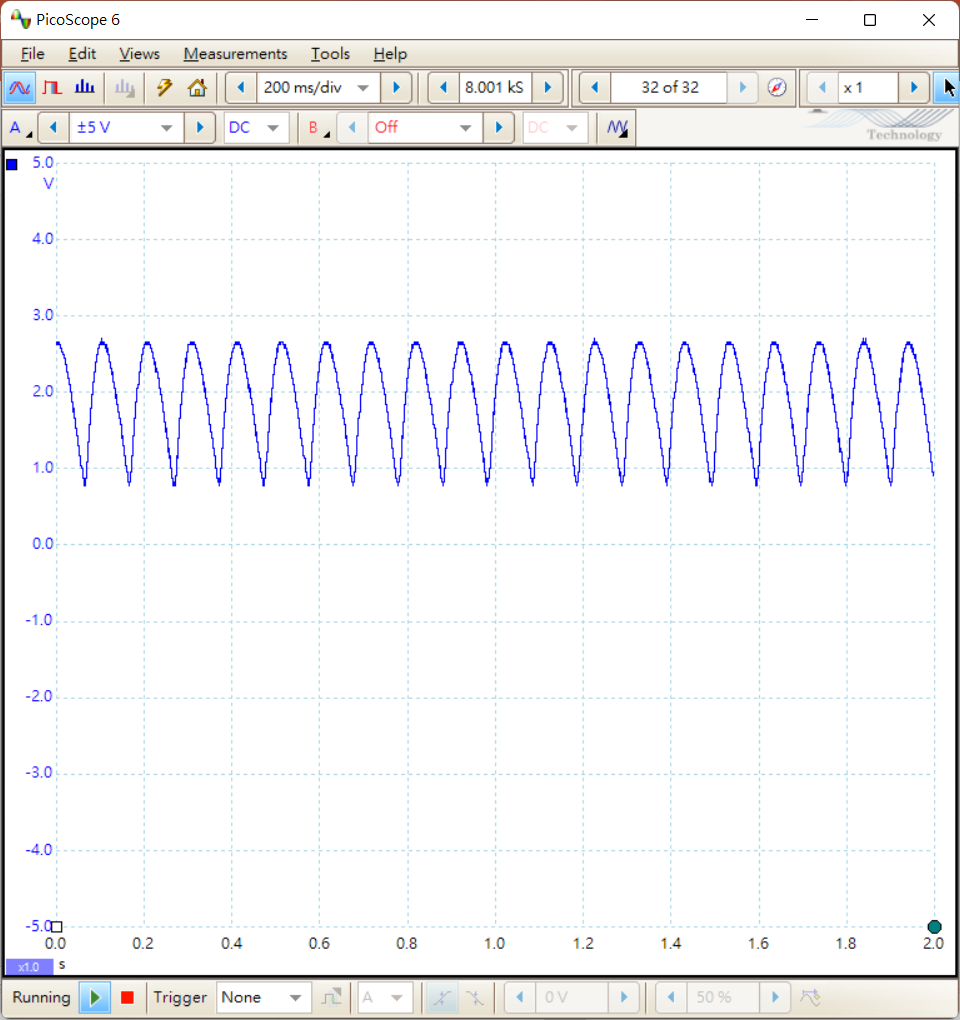 PicoScope 6
File Edit Views Measurements Tools Help
200 ms/div 8.001 kS 32 of 32 x 1
A ±5 V DC B Off DC
Technology
5.0
V
4.0
3.0
2.0
1.0
0.0
-1.0
-2.0
-3.0
-4.0
-5.0
0.0 0.2 0.4 0.6 0.8 1.0 1.2 1.4 1.6 1.8 2.0
x1.0 s
Running Trigger None A 0 V 50 %